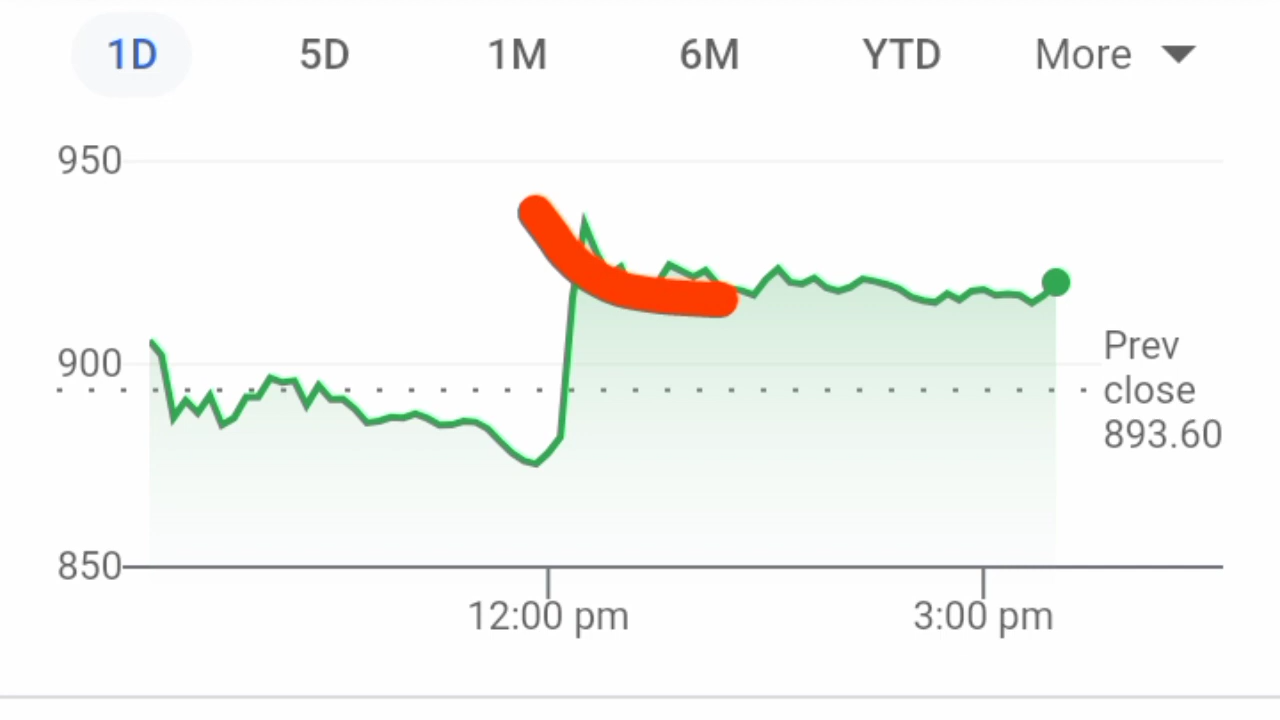 1D 5D 1M 6M YTD More
950
900
850
Prev
close
893.60
12:00 pm 3:00 pm